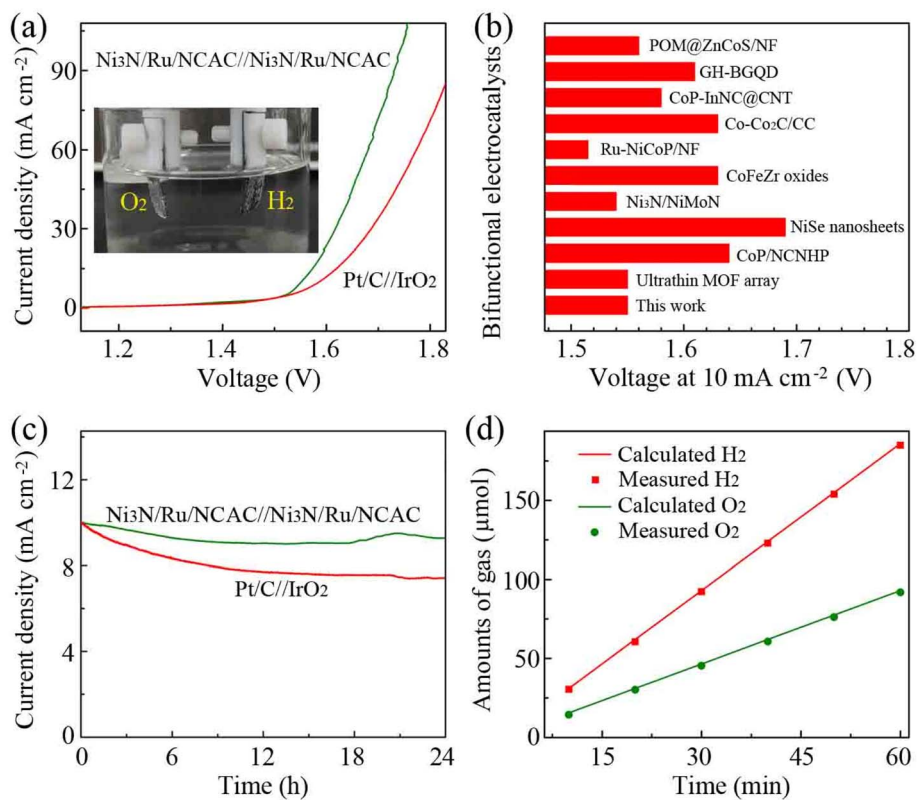 (a)
Current density (mA cm-2)
90
60
30
0
Ni3N/Ru/NCAC//Ni3N/Ru/NCAC
O2
H2
Pt/C//IrO2
1.2
1.4
1.6
1.8
Voltage (V)
(b)
Bifunctional electrocatalysts
POM@ZnCoS/NF
GH-BGQD
CoP-InNC@CNT
Co-Co2C/CC
Ru-NiCoP/NF
CoFeZr oxides
Ni3N/NiMoN
NiSe nanosheets
CoP/NCNHP
Ultrathin MOF array
This work
1.5
1.6
1.7
1.8
Voltage at 10 mA cm-2 (V)
(c)
Current density (mA cm-2)
12
8
4
0
Ni3N/Ru/NCAC//Ni3N/Ru/NCAC
Pt/C//IrO2
0
6
12
18
24
Time (h)
(d)
Amounts of gas (μmol)
150
100
50
0
Calculated H2
Measured H2
Calculated O2
Measured O2
15
30
45
60
Time (min)